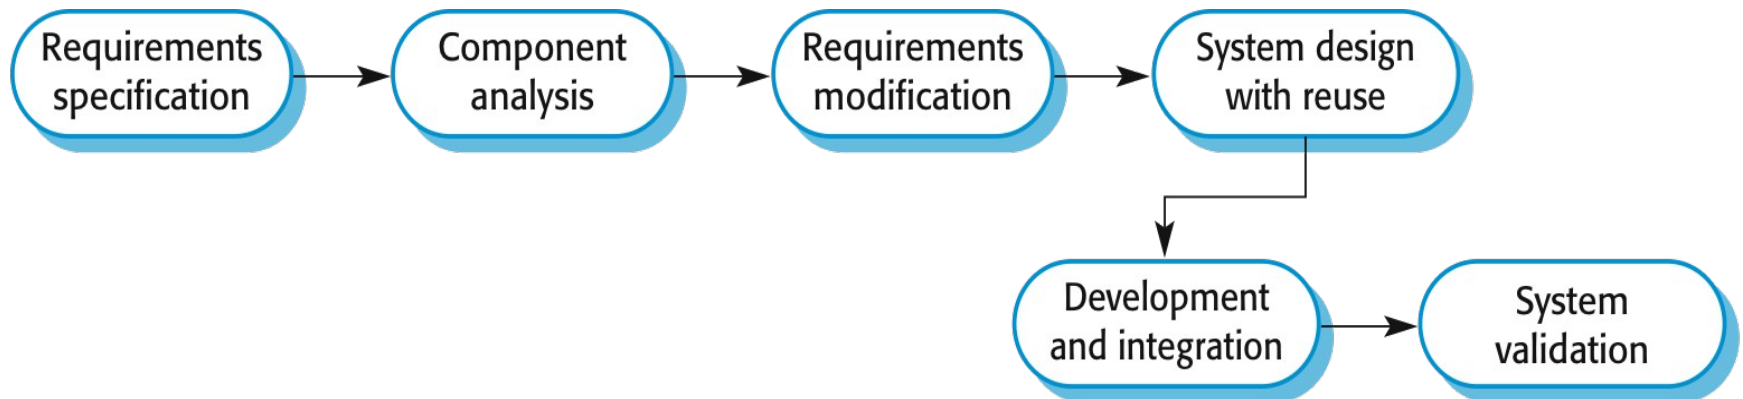 Requirements
specification
Component
analysis
Requirements
modification
System design
with reuse
Development
and integration
System
validation